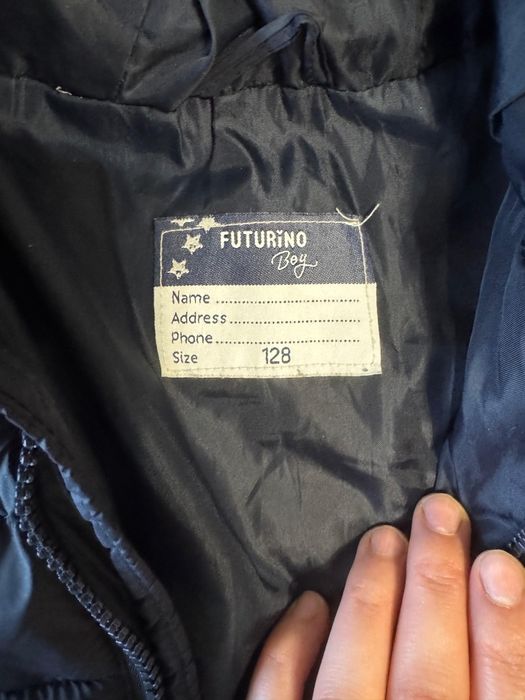 FUTURiNO
Boy
Name ..............................
Address ...........................
Phone ..............................
Size 128